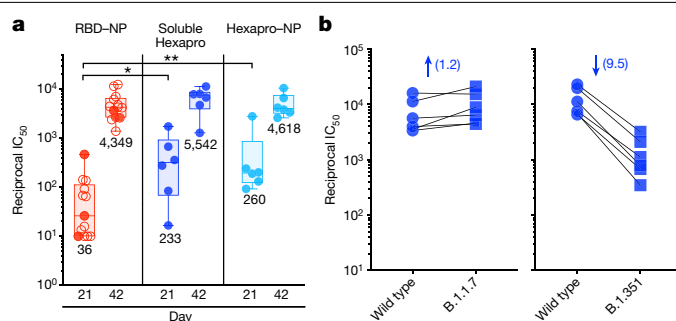 a
RBD–NP
Soluble
Hexapro
Hexapro–NP
**
*
Reciprocal IC50
10^4
10^3
10^2
10^1
10^0
4,349
36
5,542
233
4,618
260
21 42 21 42 21 42
Day
b
(1.2)
(9.5)
Reciprocal IC50
10^5
10^4
10^3
10^2
10^1
Wild type
B.1.1.7
Wild type
B.1.351